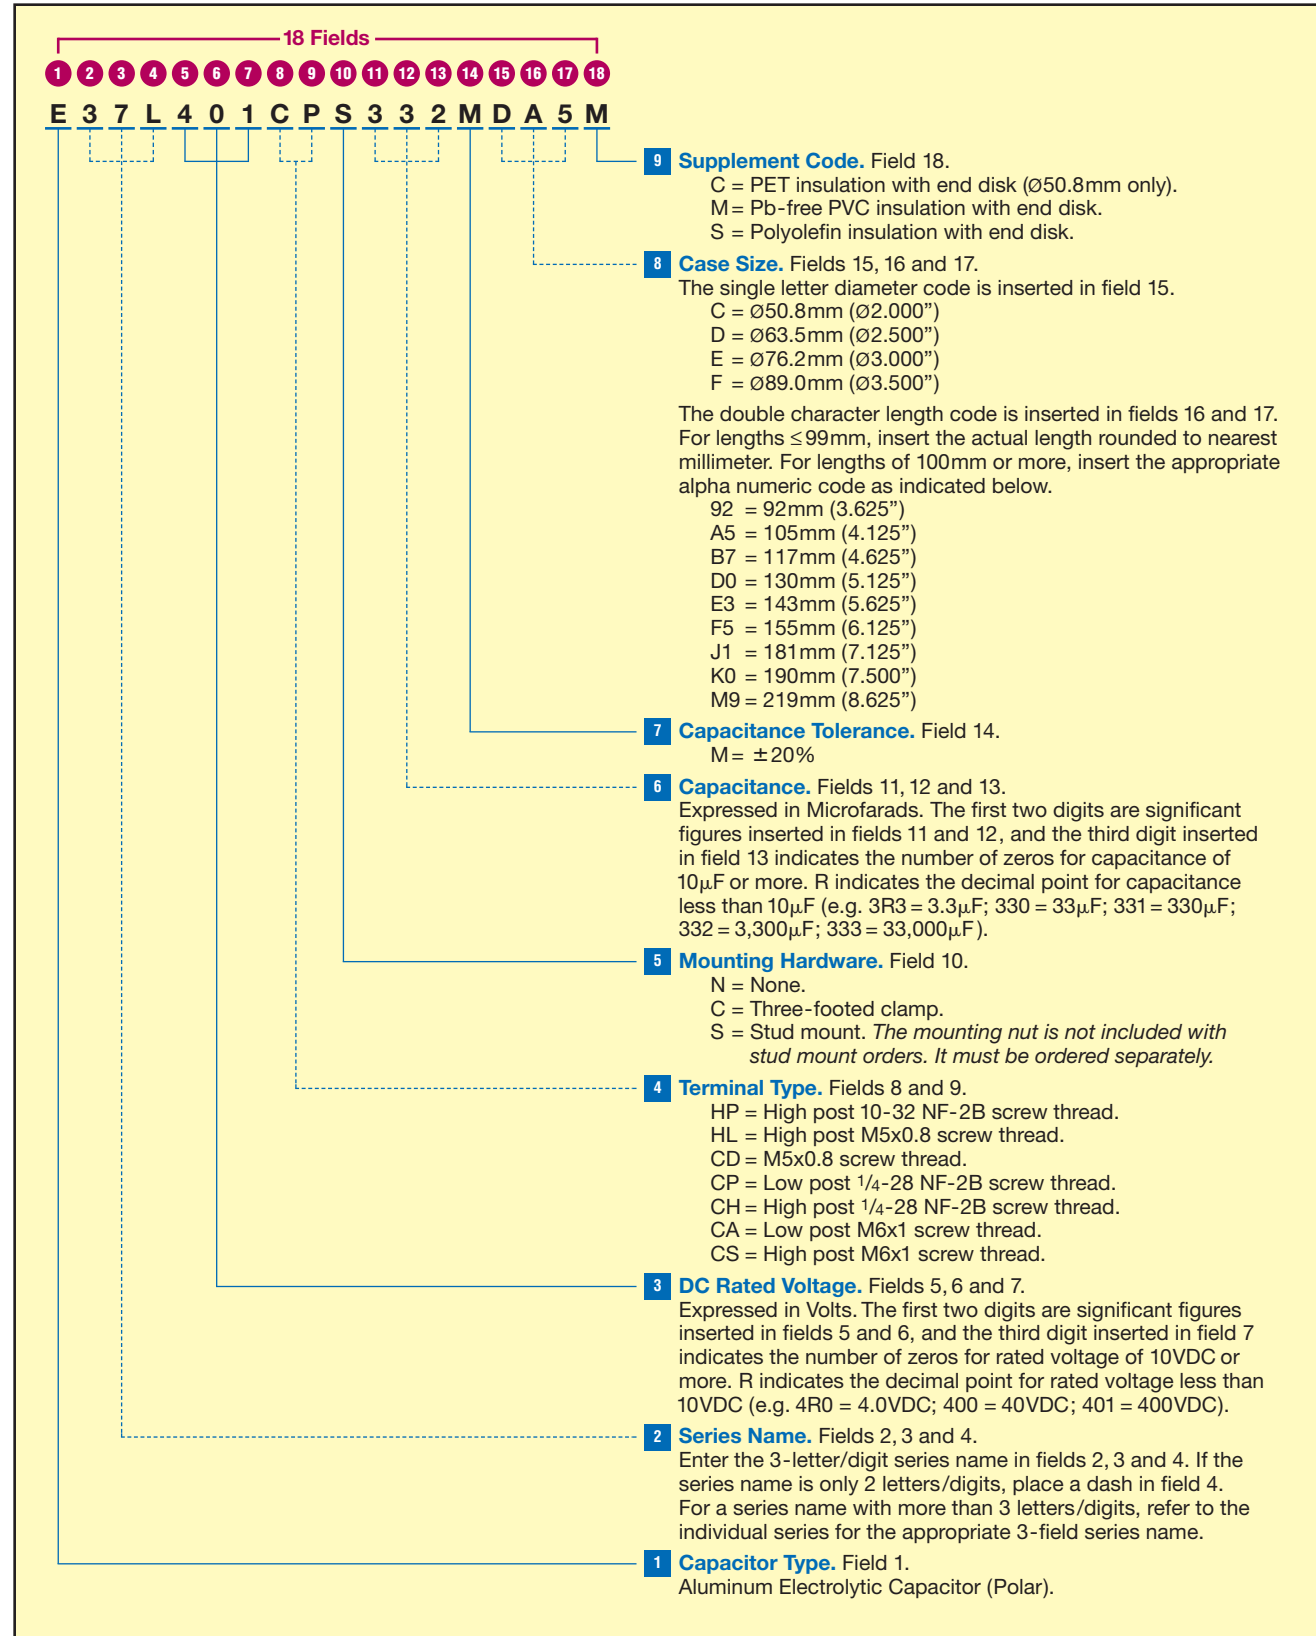 18 Fields
1 2 3 4 5 6 7 8 9 10 11 12 13 14 15 16 17 18
E 3 7 L 4 0 1 C P S 3 3 2 M D A 5 M
9 Supplement Code. Field 18.
C = PET insulation with end disk (Ø50.8mm only).
M = Pb-free PVC insulation with end disk.
S = Polyolefin insulation with end disk.
8 Case Size. Fields 15, 16 and 17.
The single letter diameter code is inserted in field 15.
C = Ø50.8mm (Ø2.000”)
D = Ø63.5mm (Ø2.500”)
E = Ø76.2mm (Ø3.000”)
F = Ø89.0mm (Ø3.500”)
The double character length code is inserted in fields 16 and 17.
For lengths ≤99mm, insert the actual length rounded to nearest
millimeter. For lengths of 100mm or more, insert the appropriate
alpha numeric code as indicated below.
92 = 92mm (3.625”)
A5 = 105mm (4.125”)
B7 = 117mm (4.625”)
D0 = 130mm (5.125”)
E3 = 143mm (5.625”)
F5 = 155mm (6.125”)
J1 = 181mm (7.125”)
K0 = 190mm (7.500”)
M9 = 219mm (8.625”)
7 Capacitance Tolerance. Field 14.
M = ±20%
6 Capacitance. Fields 11, 12 and 13.
Expressed in Microfarads. The first two digits are significant
figures inserted in fields 11 and 12, and the third digit inserted
in field 13 indicates the number of zeros for capacitance of
10µF or more. R indicates the decimal point for capacitance
less than 10µF (e.g. 3R3 = 3.3µF; 330 = 33µF; 331 = 330µF;
332 = 3,300µF; 333 = 33,000µF).
5 Mounting Hardware. Field 10.
N = None.
C = Three-footed clamp.
S = Stud mount. The mounting nut is not included with
stud mount orders. It must be ordered separately.
4 Terminal Type. Fields 8 and 9.
HP = High post 10-32 NF-2B screw thread.
HL = High post M5x0.8 screw thread.
CD = M5x0.8 screw thread.
CP = Low post 1/4-28 NF-2B screw thread.
CH = High post 1/4-28 NF-2B screw thread.
CA = Low post M6x1 screw thread.
CS = High post M6x1 screw thread.
3 DC Rated Voltage. Fields 5, 6 and 7.
Expressed in Volts. The first two digits are significant figures
inserted in fields 5 and 6, and the third digit inserted in field 7
indicates the number of zeros for rated voltage of 10VDC or
more. R indicates the decimal point for rated voltage less than
10VDC (e.g. 4R0 = 4.0VDC; 400 = 40VDC; 401 = 400VDC).
2 Series Name. Fields 2, 3 and 4.
Enter the 3-letter/digit series name in fields 2, 3 and 4. If the
series name is only 2 letters/digits, place a dash in field 4.
For a series name with more than 3 letters/digits, refer to the
individual series for the appropriate 3-field series name.
1 Capacitor Type. Field 1.
Aluminum Electrolytic Capacitor (Polar).